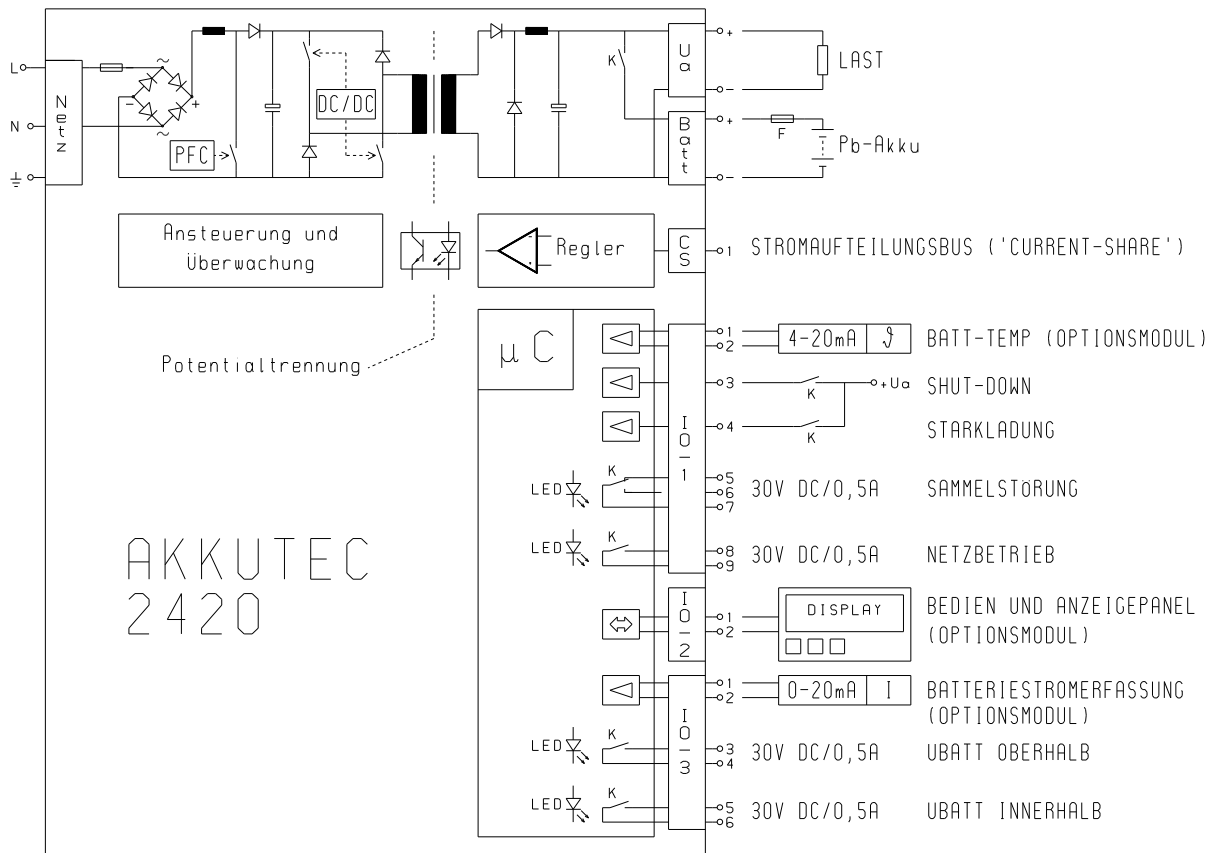 L
N
Netz
~
~
-
+
PFC
DC/DC
K
Ua
+
-
LAST
Batt
+
-
F
Pb-Akku
Ansteuerung und
Überwachung
Regler
CS
1
STROMAUFTEILUNGSBUS ('CURRENT-SHARE')
Potentialtrennung
µC
IO-1
1
2
4-20mA
ϑ
BATT-TEMP (OPTIONSMODUL)
3
K
+Ua
SHUT-DOWN
4
K
STARKLADUNG
LED
K
5
6
7
30V DC/0,5A
SAMMELSTÖRUNG
LED
K
8
9
30V DC/0,5A
NETZBETRIEB
AKKUTEC
2420
IO-2
1
2
DISPLAY
BEDIEN UND ANZEIGEPANEL
(OPTIONSMODUL)
IO-3
1
2
0-20mA
I
BATTERIESTROMERFASSUNG
(OPTIONSMODUL)
LED
K
3
4
30V DC/0,5A
UBATT OBERHALB
LED
K
5
6
30V DC/0,5A
UBATT INNERHALB